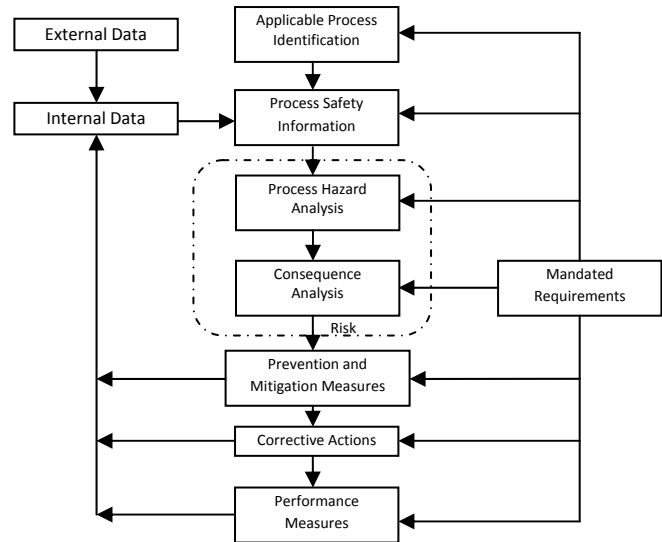 Applicable Process
Identification
External Data
Internal Data
Process Safety
Information
Process Hazard
Analysis
Consequence
Analysis
Mandated
Requirements
Risk
Prevention and
Mitigation Measures
Corrective Actions
Performance
Measures